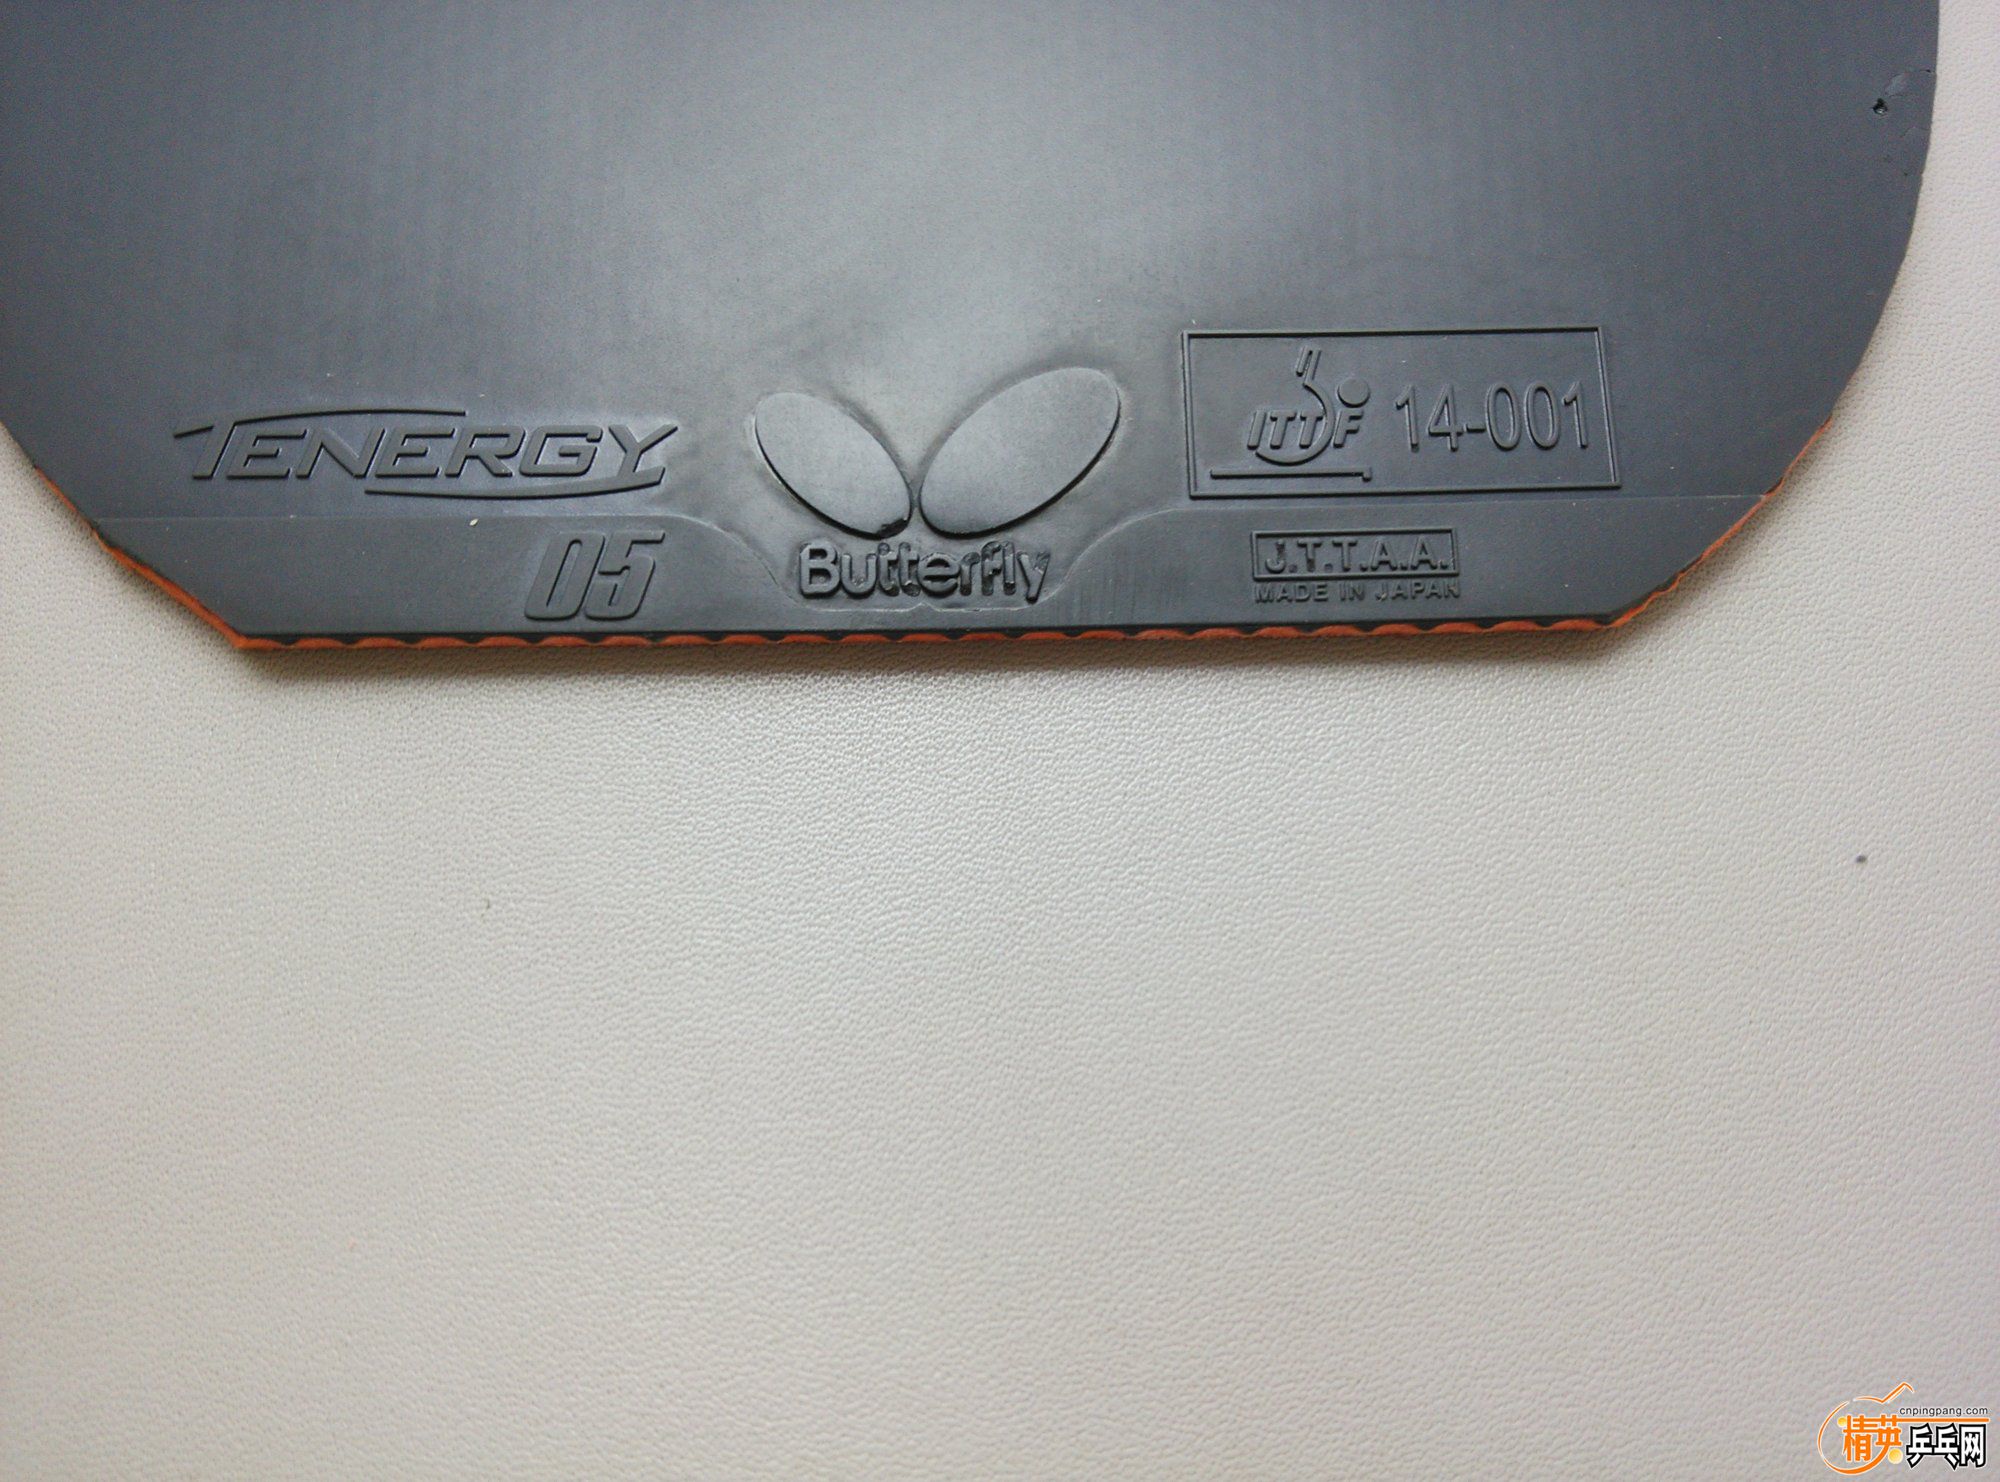 TENERGY
05
Butterfly
ITTF 14-001
J.T.T.A.A.
MADE IN JAPAN
cnpingpang.com
精英乒乓网